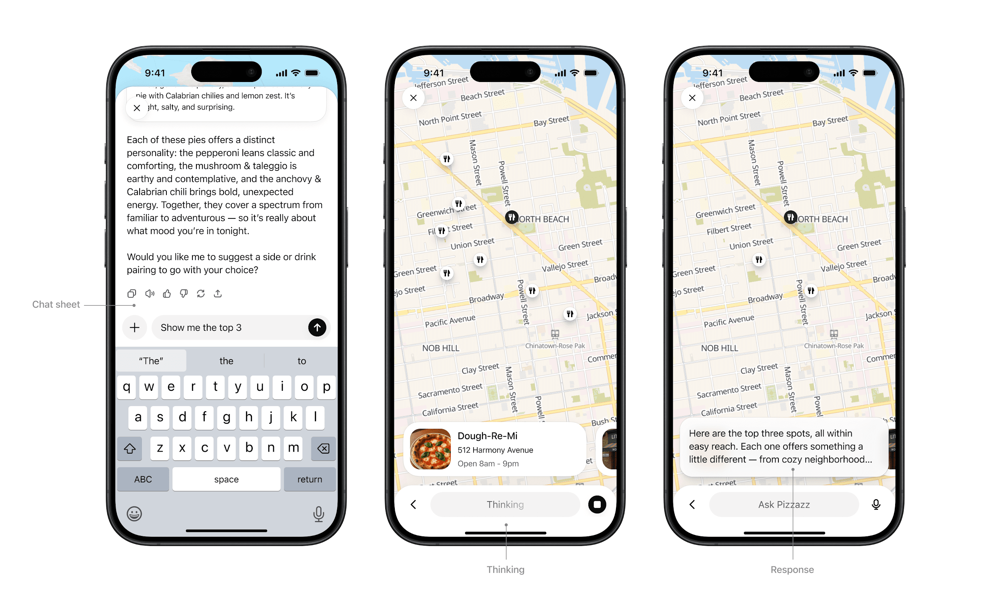 9:41
pie with Calabrian chilies and lemon zest. It's
ght, salty, and surprising.
Each of these pies offers a distinct
personality: the pepperoni leans classic and
comforting, the mushroom & taleggio is
earthy and contemplative, and the anchovy &
Calabrian chili brings bold, unexpected
energy. Together, they cover a spectrum from
familiar to adventurous — so it's really about
what mood you're in tonight.
Would you like me to suggest a side or drink
pairing to go with your choice?
Chat sheet
Show me the top 3
"The" the to
q w e r t y u i o p
a s d f g h j k l
z x c v b n m
ABC space return
9:41
Jefferson Street
Beach Street
North Point Street
Bay Street
Mason Street
Powell Street
Greenwich Street
ORTH BEACH
Filbert Street
Union Street
Green Street
Green Street
Vallejo Street
Broadw
ejo Street
Powell Street
Broadway
Pacific Avenue
Jackson S
Chinatown-Rose Pak
NOB HILL
Commer
Clay Street
Mason Street
Sacramento Street
California Street
Powell S
Bush St
Dough-Re-Mi
512 Harmony Avenue
Open 8am - 9pm
LIT
NO
et
Street
Thinking
Thinking
9:41
Jefferson Street
Beach Street
North Point Street
Bay Street
Mason Street
Powell Street
Greenwich Street
ORTH BEACH
Filbert Street
Union Street
Green Street
Green Street
Vallejo Street
Broadw
ejo Street
Powell Street
Broadway
Pacific Avenue
Jackson S
Chinatown-Rose Pak
NOB HILL
Commer
Clay Street
Mason Street
Sacramento Street
California Street
Powel
h St
Here are the top three spots, all within
easy reach. Each one offers something a
little different — from cozy neighborhood...
LIT
NO
Street
Ask Pizzazz
Response